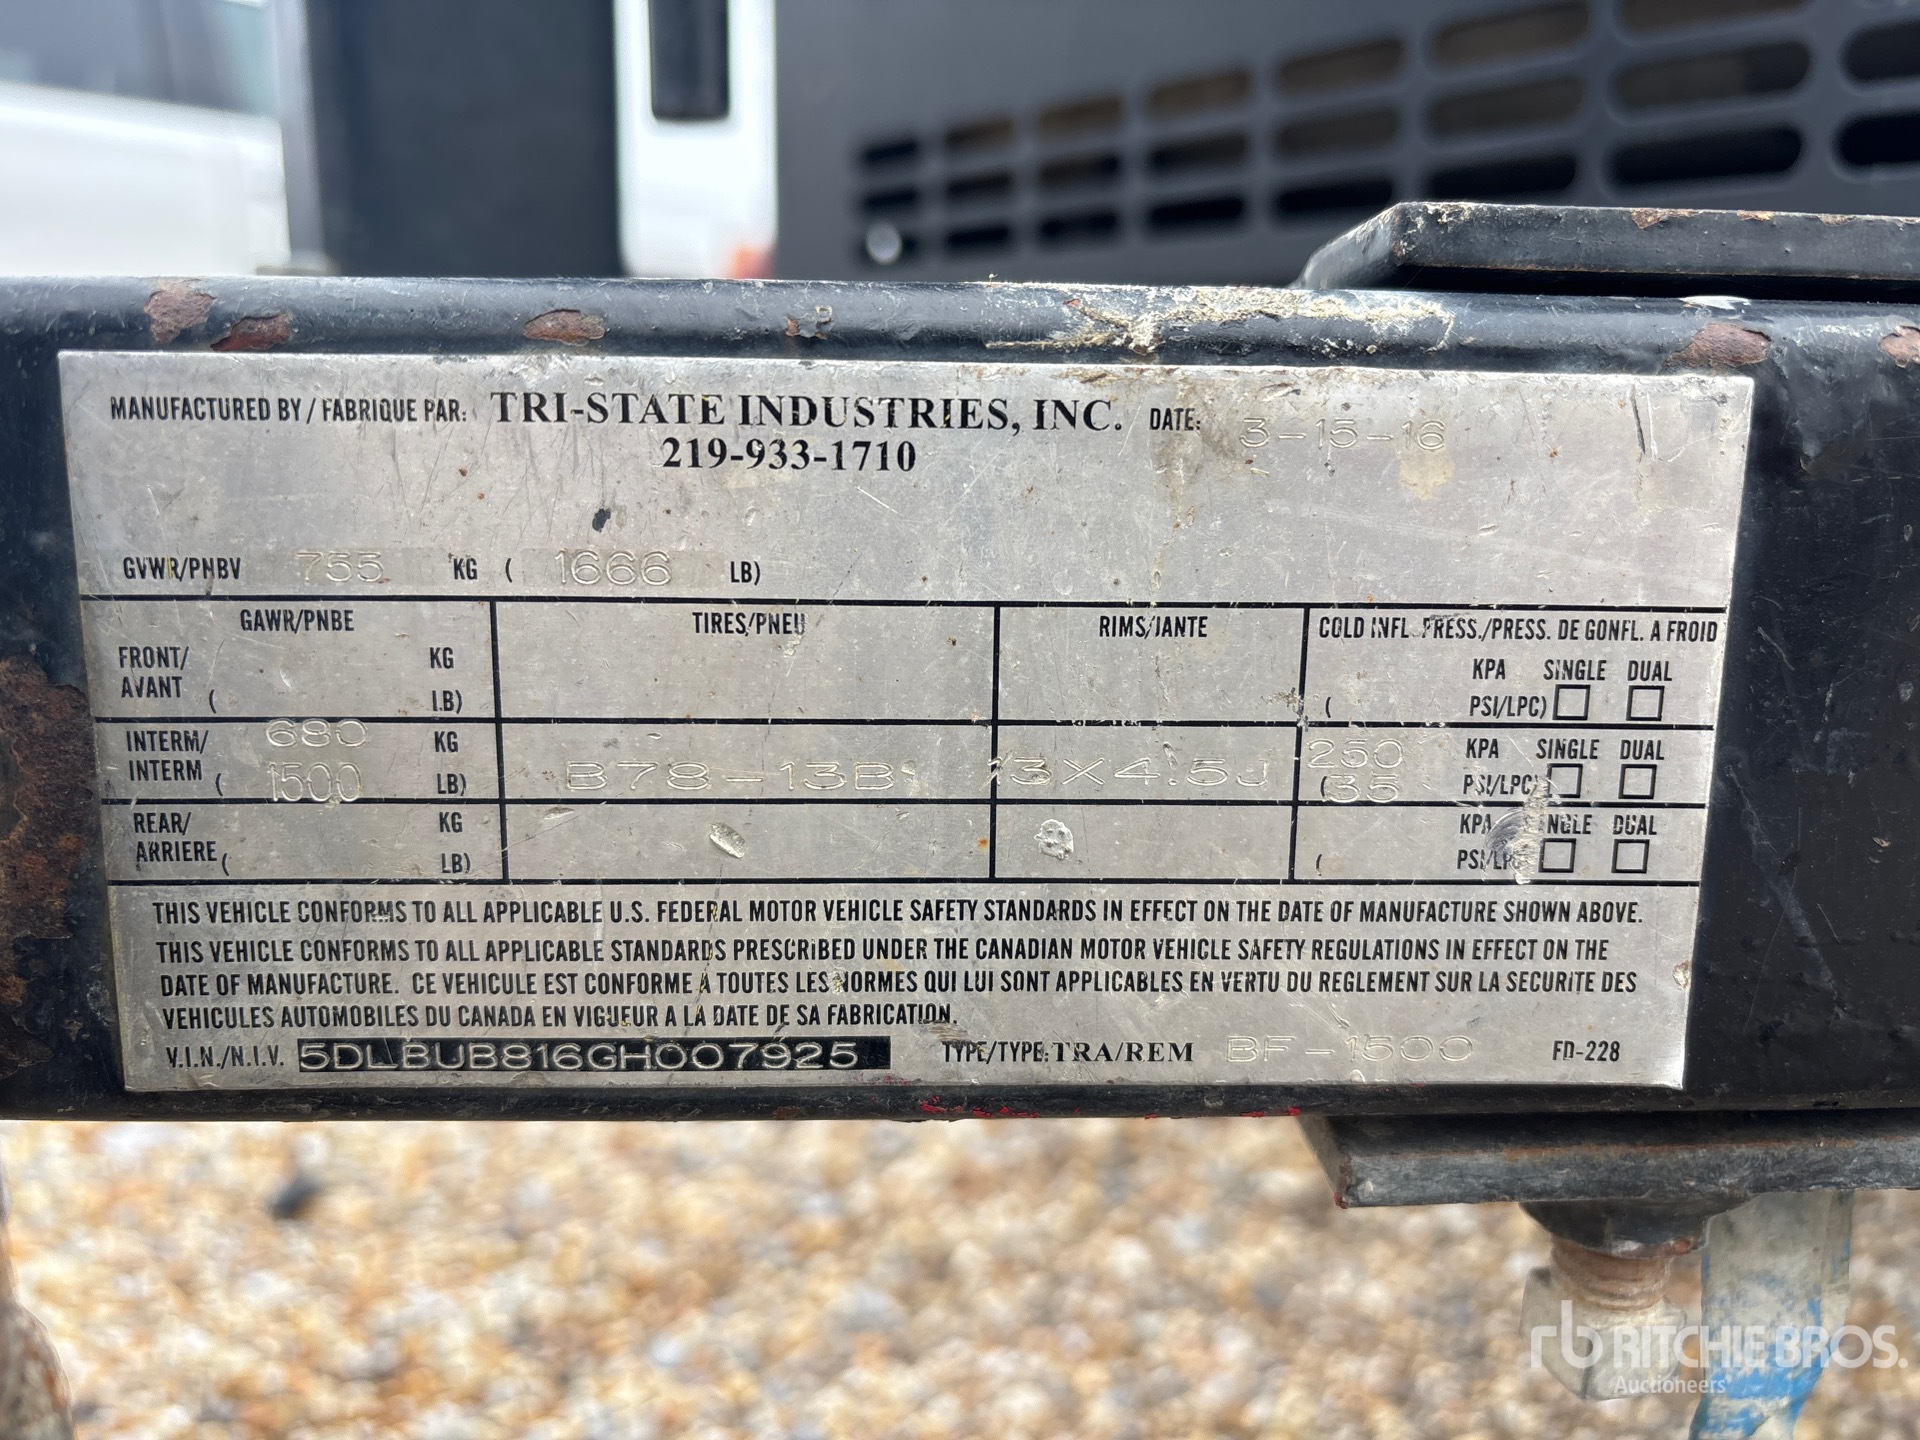 MANUFACTURED BY / FABRIQUE PAR: TRI-STATE INDUSTRIES, INC. DATE: 3-15-16
219-933-1710
GVWR/PNBV 755 KG ( 1666 LB)
GAWR/PNBE TIRES/PNEU RIMS/JANTE COLD INFL. PRESS./PRESS. DE GONFL. A FROID
FRONT/ KG KPA SINGLE DUAL
AVANT ( LB) ( PSI/LPC)
INTERM/ 680 KG 250 KPA SINGLE DUAL
INTERM ( 1500 LB) B78-13B 13X4.5J ( 35 PSI/LPC)
REAR/ KG KPA SINGLE DUAL
ARRIERE ( LB) ( PSI/LPC)
THIS VEHICLE CONFORMS TO ALL APPLICABLE U.S. FEDERAL MOTOR VEHICLE SAFETY STANDARDS IN EFFECT ON THE DATE OF MANUFACTURE SHOWN ABOVE.
THIS VEHICLE CONFORMS TO ALL APPLICABLE STANDARDS PRESCRIBED UNDER THE CANADIAN MOTOR VEHICLE SAFETY REGULATIONS IN EFFECT ON THE
DATE OF MANUFACTURE. CE VEHICULE EST CONFORME A TOUTES LES NORMES QUI LUI SONT APPLICABLES EN VERTU DU REGLEMENT SUR LA SECURITE DES
VEHICULES AUTOMOBILES DU CANADA EN VIGUEUR A LA DATE DE SA FABRICATION.
V.I.N./N.I.V. 5DLBUB816GH007925 TYPE/TYPE: TRA/REM BF-1500 FD-228
rb RITCHIE BROS.
Auctioneers